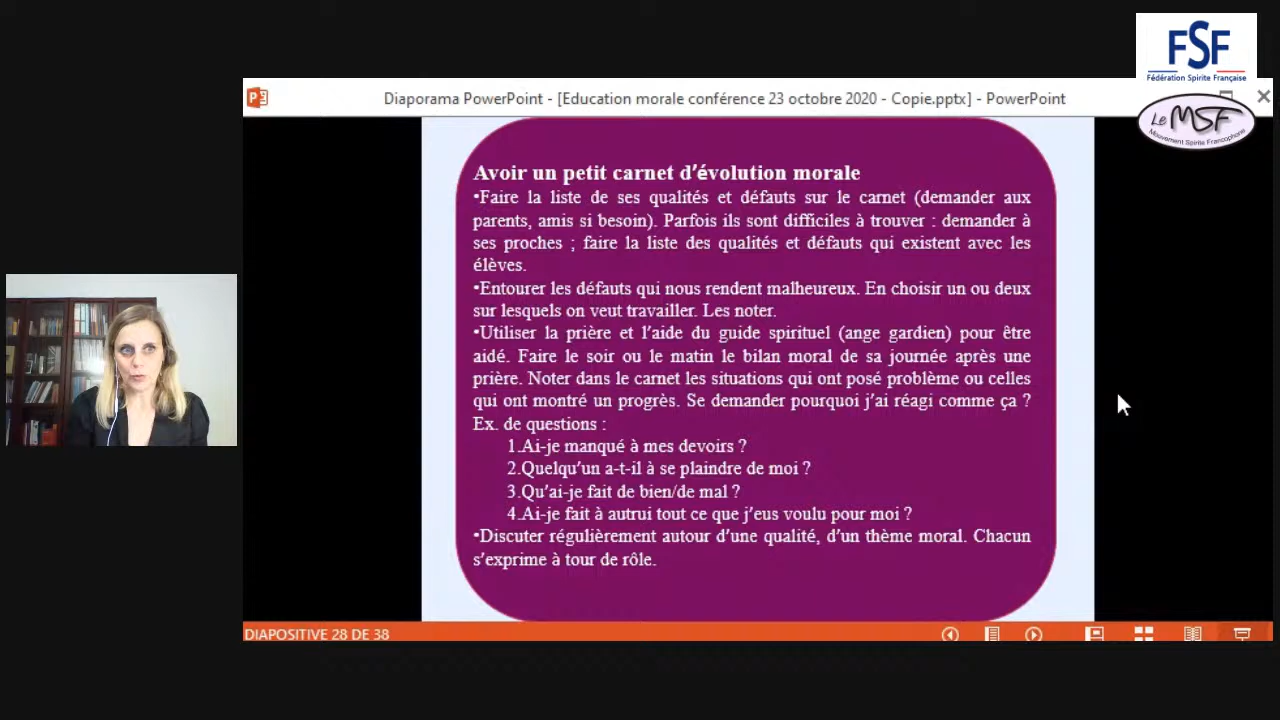 FSF
Fédération Spirite Française
Le MSF
Mouvement Spirite Francophone
Diaporama PowerPoint - [Education morale conférence 23 octobre 2020 - Copie.pptx] - PowerPoint
Avoir un petit carnet d'évolution morale
•Faire la liste de ses qualités et défauts sur le carnet (demander aux
parents, amis si besoin). Parfois ils sont difficiles à trouver : demander à
ses proches ; faire la liste des qualités et défauts qui existent avec les
élèves.
•Entourer les défauts qui nous rendent malheureux. En choisir un ou deux
sur lesquels on veut travailler. Les noter.
•Utiliser la prière et l'aide du guide spirituel (ange gardien) pour être
aidé. Faire le soir ou le matin le bilan moral de sa journée après une
prière. Noter dans le carnet les situations qui ont posé problème ou celles
qui ont montré un progrès. Se demander pourquoi j'ai réagi comme ça ?
Ex. de questions :
1.Ai-je manqué à mes devoirs ?
2.Quelqu'un a-t-il à se plaindre de moi ?
3.Qu'ai-je fait de bien/de mal ?
4.Ai-je fait à autrui tout ce que j'eus voulu pour moi ?
•Discuter régulièrement autour d'une qualité, d'un thème moral. Chacun
s'exprime à tour de rôle.
DIAPOSITIVE 28 DE 38